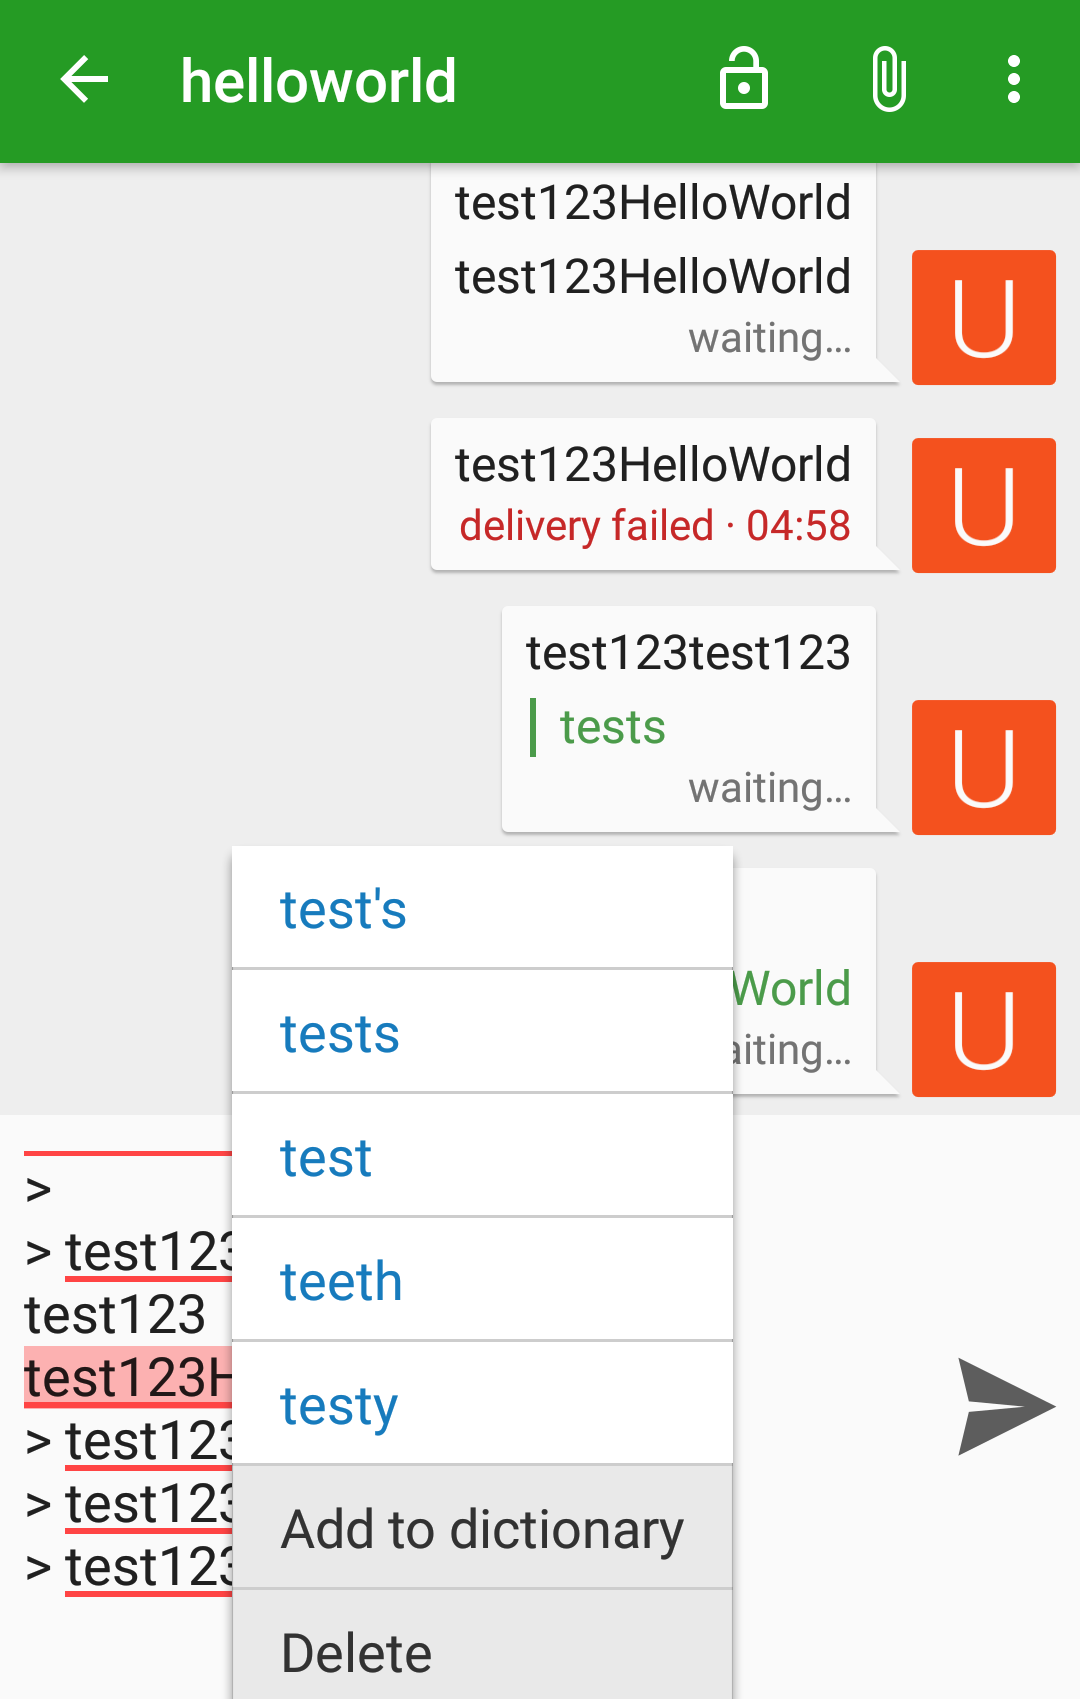 helloworld
test123HelloWorld
test123HelloWorld
waiting…
U
test123HelloWorld
delivery failed · 04:58
U
test123test123
tests
waiting…
U
World
aiting…
U
test's
tests
test
teeth
testy
Add to dictionary
Delete
>
> test123
test123
test123H
> test123
> test123
> test123